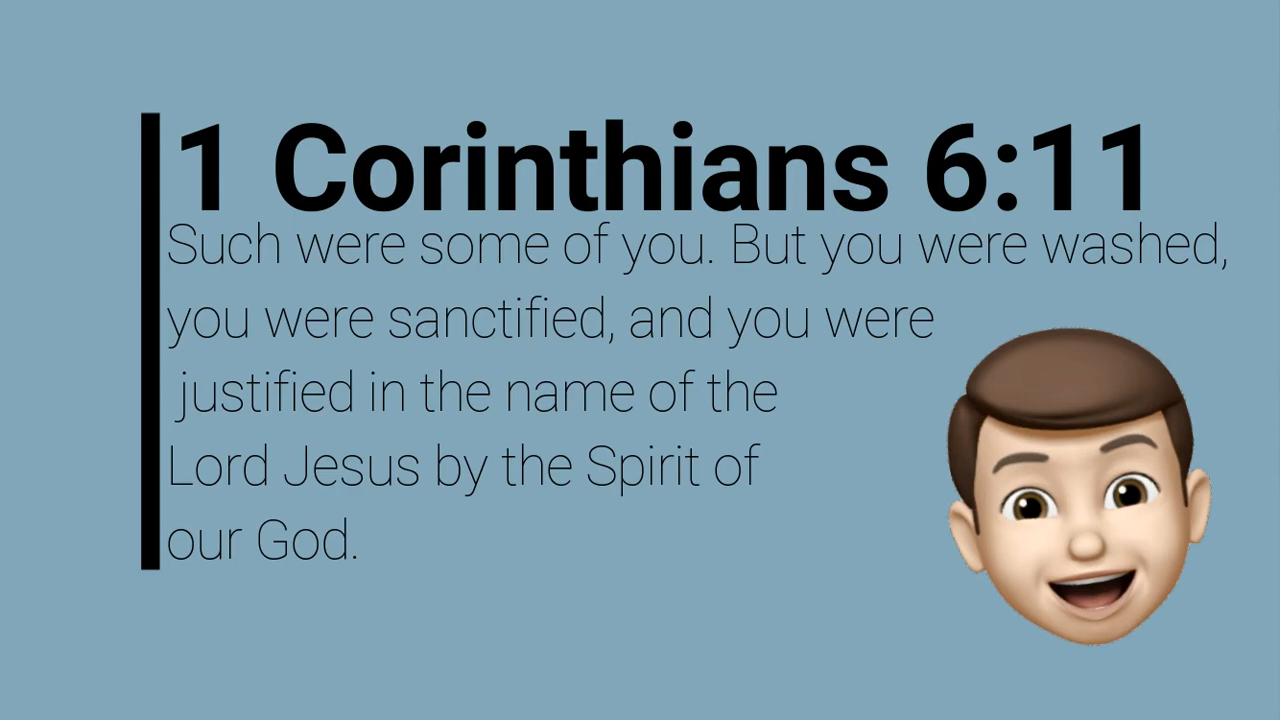 1 Corinthians 6:11
Such were some of you. But you were washed,
you were sanctified, and you were
justified in the name of the
Lord Jesus by the Spirit of
our God.